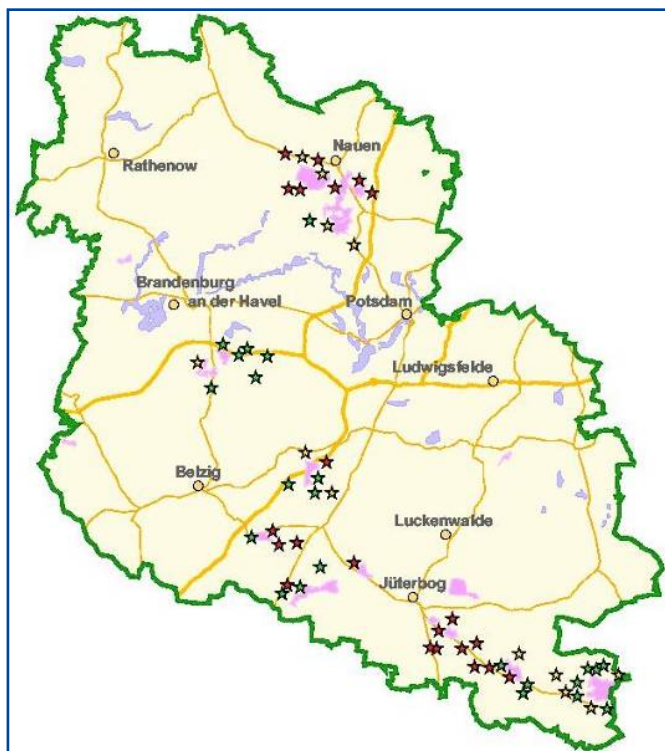 Nauen
Rathenow
Brandenburg
an der Havel
Potsdam
Ludwigsfelde
Belzig
Luckenwalde
Jüterbog